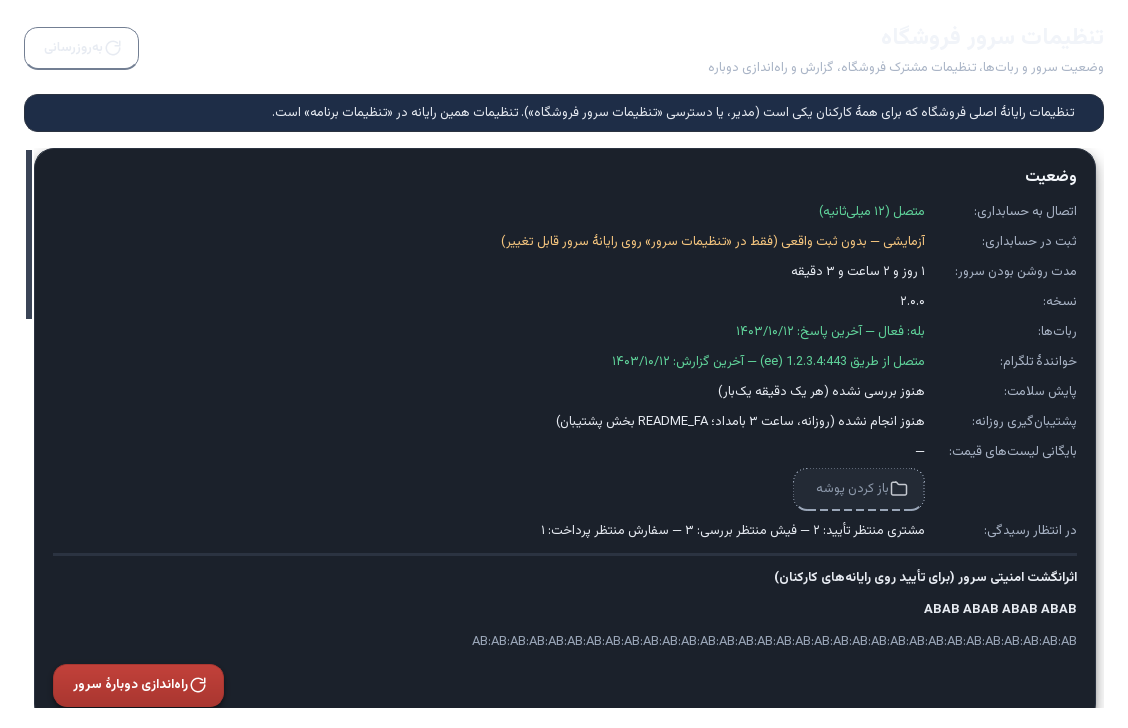 تنظیمات سرور فروشگاه
به‌روزرسانی
وضعیت سرور و ربات‌ها، تنظیمات مشترک فروشگاه، گزارش و راه‌اندازی دوباره
تنظیمات رایانهٔ اصلی فروشگاه که برای همهٔ کارکنان یکی است (مدیر، یا دسترسی «تنظیمات سرور فروشگاه»). تنظیمات همین رایانه در «تنظیمات برنامه» است.
وضعیت
اتصال به حسابداری: متصل (۱۲ میلی‌ثانیه)
ثبت در حسابداری: آزمایشی — بدون ثبت واقعی (فقط در «تنظیمات سرور» روی رایانهٔ سرور قابل تغییر)
مدت روشن بودن سرور: ۱ روز و ۲ ساعت و ۳ دقیقه
نسخه: ۲.۰.۰
ربات‌ها: بله: فعال — آخرین پاسخ: ۱۴۰۳/۱۰/۱۲
خوانندهٔ تلگرام: متصل از طریق 1.2.3.4:443 (ee) — آخرین گزارش: ۱۴۰۳/۱۰/۱۲
پایش سلامت: هنوز بررسی نشده (هر یک دقیقه یک‌بار)
پشتیبان‌گیری روزانه: هنوز انجام نشده (روزانه، ساعت ۳ بامداد؛ README_FA بخش پشتیبان)
بایگانی لیست‌های قیمت: —
باز کردن پوشه
در انتظار رسیدگی: مشتری منتظر تأیید: ۲ — فیش منتظر بررسی: ۳ — سفارش منتظر پرداخت: ۱
اثرانگشت امنیتی سرور (برای تأیید روی رایانه‌های کارکنان)
ABAB ABAB ABAB ABAB
AB:AB:AB:AB:AB:AB:AB:AB:AB:AB:AB:AB:AB:AB:AB:AB:AB:AB:AB:AB:AB:AB:AB:AB:AB:AB:AB:AB:AB:AB:AB:AB
راه‌اندازی دوبارهٔ سرور